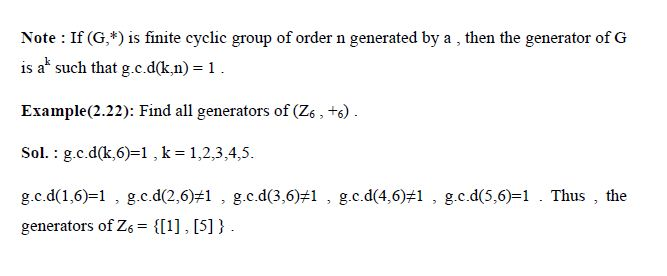 Note : If (G,*) is finite cyclic group of order n generated by a , then the generator of G
is aᵏ such that g.c.d(k,n) = 1 .
Example(2.22): Find all generators of (Z₆ , +₆) .
Sol. : g.c.d(k,6)=1 , k = 1,2,3,4,5.
g.c.d(1,6)=1 , g.c.d(2,6)≠1 , g.c.d(3,6)≠1 , g.c.d(4,6)≠1 , g.c.d(5,6)=1 . Thus , the
generators of Z₆ = {[1] , [5] } .